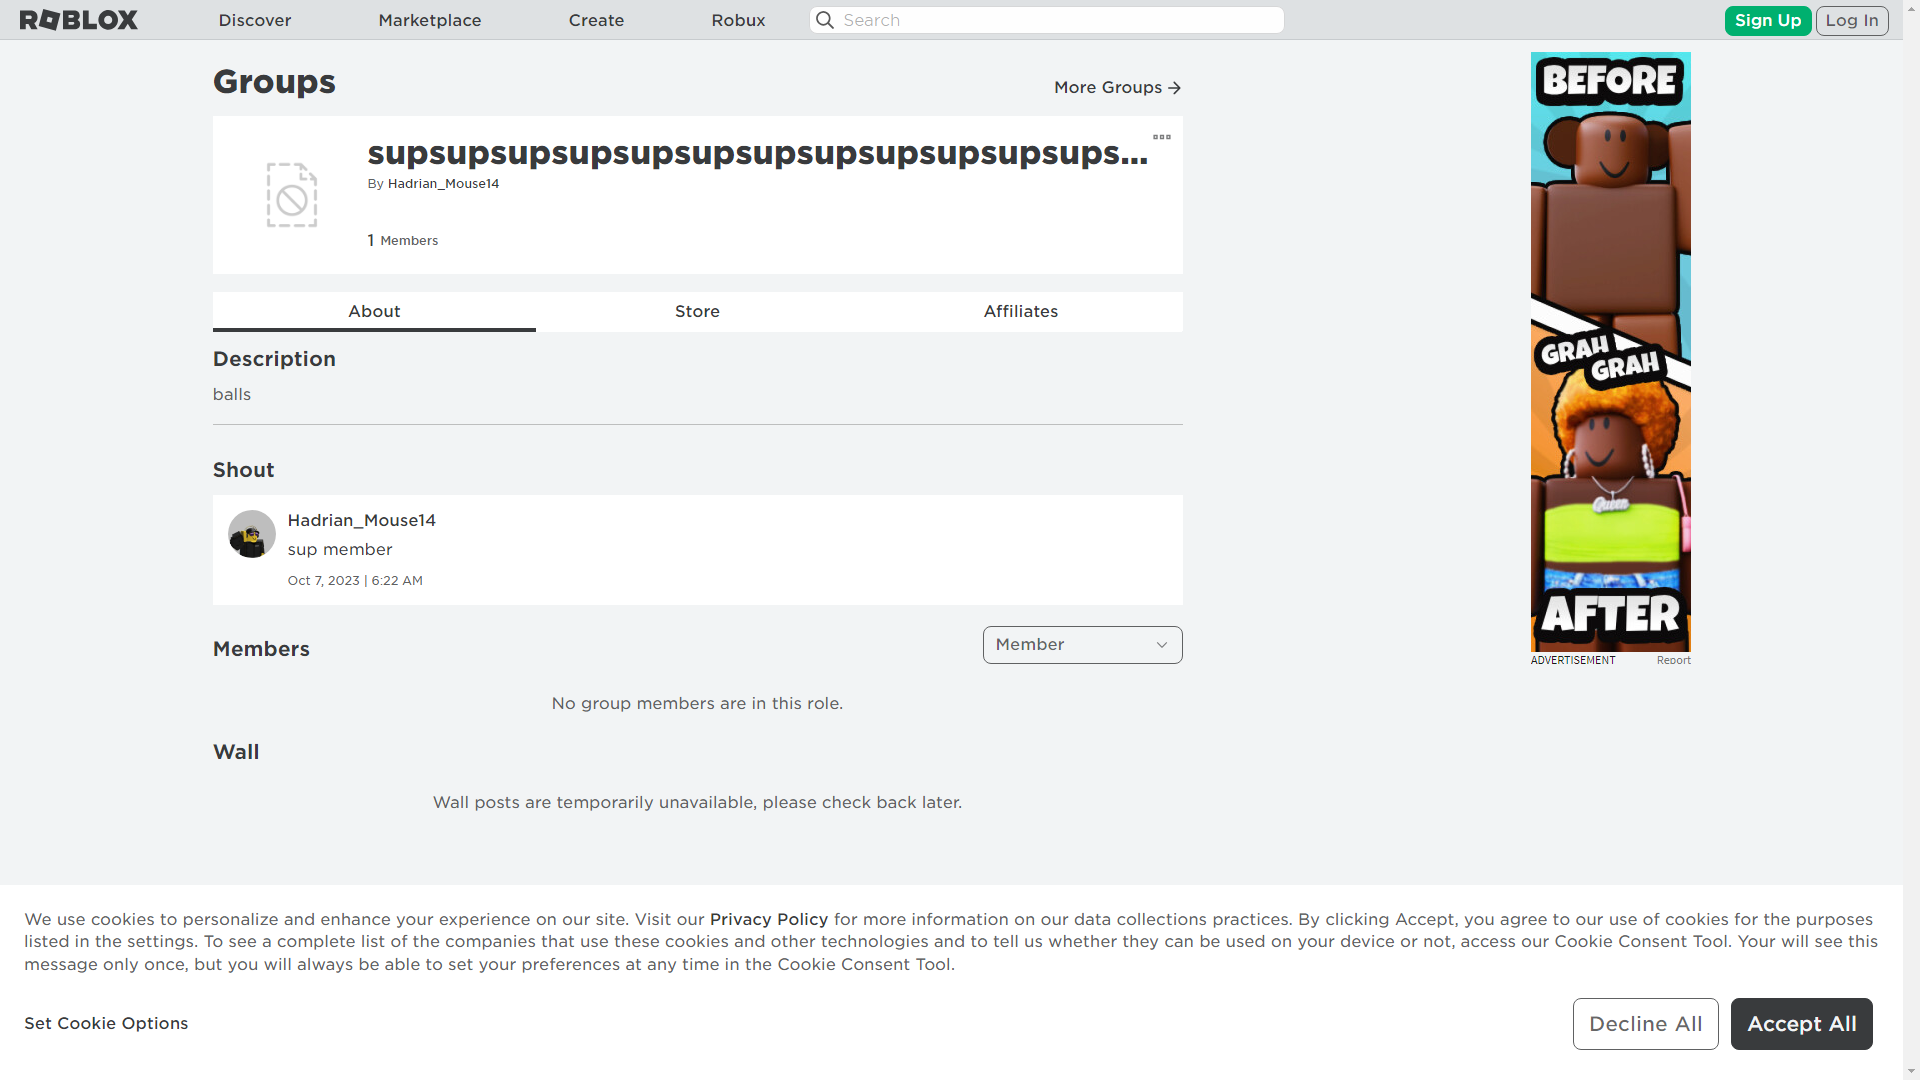 ROBLOX
Discover
Marketplace
Create
Robux
Search
Sign Up
Log In
Groups
More Groups
supsupsupsupsupsupsupsupsupsupsupsups...
By Hadrian_Mouse14
1 Members
About
Store
Affiliates
Description
balls
Shout
Hadrian_Mouse14
sup member
Oct 7, 2023 | 6:22 AM
Members
Member
No group members are in this role.
Wall
Wall posts are temporarily unavailable, please check back later.
BEFORE
GRAH
GRAH
Queen
AFTER
ADVERTISEMENT
Report
We use cookies to personalize and enhance your experience on our site. Visit our Privacy Policy for more information on our data collections practices. By clicking Accept, you agree to our use of cookies for the purposes
listed in the settings. To see a complete list of the companies that use these cookies and other technologies and to tell us whether they can be used on your device or not, access our Cookie Consent Tool. Your will see this
message only once, but you will always be able to set your preferences at any time in the Cookie Consent Tool.
Set Cookie Options
Decline All
Accept All